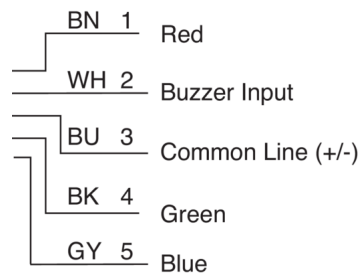 BN 1 Red
WH 2 Buzzer Input
BU 3 Common Line (+/-)
BK 4 Green
GY 5 Blue